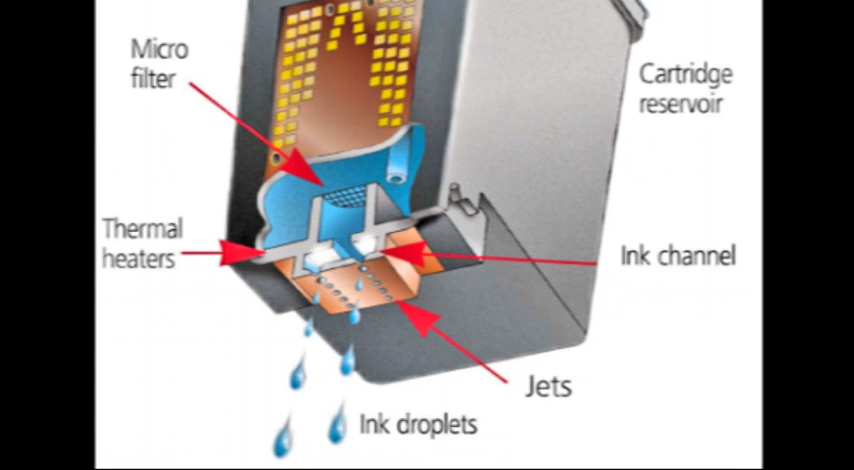 Micro
filter
Cartridge
reservoir
Thermal
heaters
Ink channel
Jets
Ink droplets